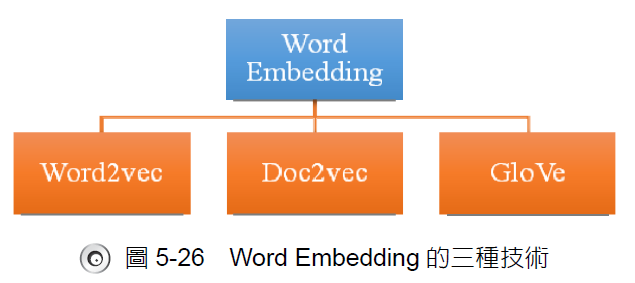 Word
Embedding
Word2vec
Doc2vec
GloVe
圖 5-26 Word Embedding 的三種技術